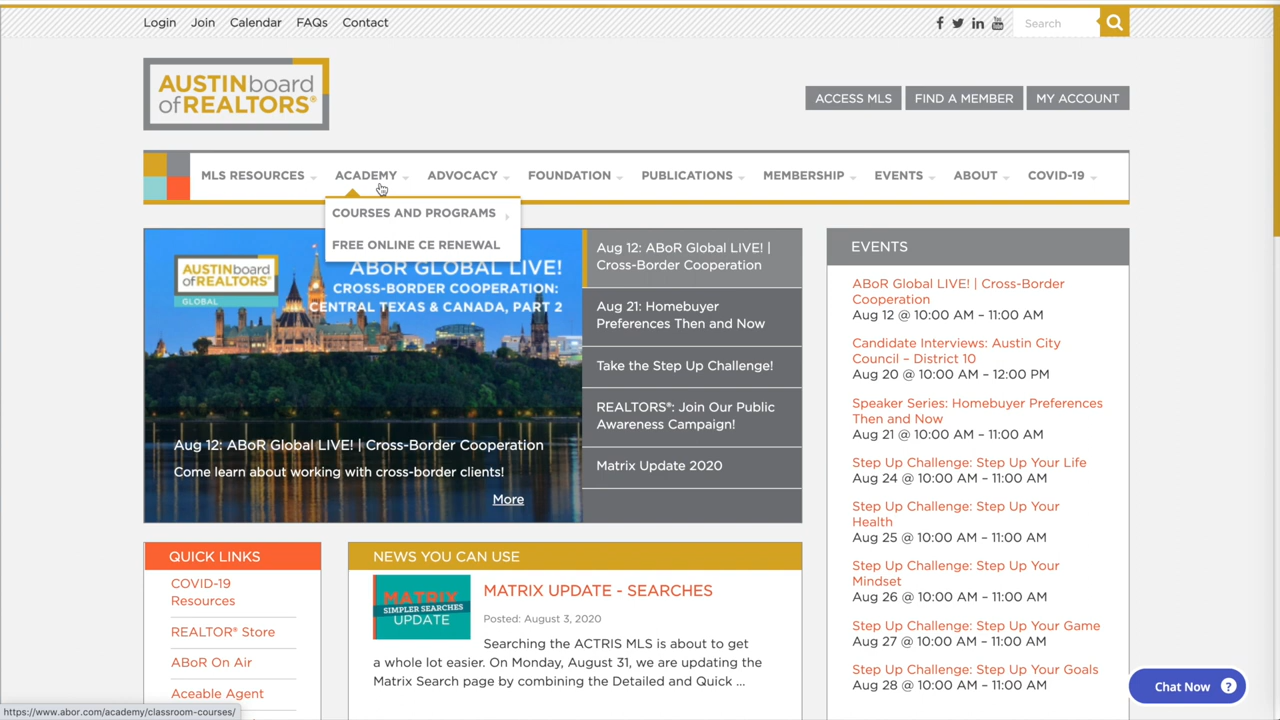 Login Join Calendar FAQs Contact
Search
AUSTINboard
ofREALTORS®
ACCESS MLS FIND A MEMBER MY ACCOUNT
MLS RESOURCES ACADEMY ADVOCACY FOUNDATION PUBLICATIONS MEMBERSHIP EVENTS ABOUT COVID-19
COURSES AND PROGRAMS
FREE ONLINE CE RENEWAL
AUSTINboard
ofREALTORS®
GLOBAL
ABoR GLOBAL LIVE!
CROSS-BORDER COOPERATION:
CENTRAL TEXAS & CANADA, PART 2
Aug 12: ABoR Global LIVE! | Cross-Border Cooperation
Come learn about working with cross-border clients!
More
Aug 12: ABoR Global LIVE! |
Cross-Border Cooperation
Aug 21: Homebuyer
Preferences Then and Now
Take the Step Up Challenge!
REALTORS®: Join Our Public
Awareness Campaign!
Matrix Update 2020
EVENTS
ABoR Global LIVE! | Cross-Border
Cooperation
Aug 12 @ 10:00 AM – 11:00 AM
Candidate Interviews: Austin City
Council – District 10
Aug 20 @ 10:00 AM – 12:00 PM
Speaker Series: Homebuyer Preferences
Then and Now
Aug 21 @ 10:00 AM – 11:00 AM
Step Up Challenge: Step Up Your Life
Aug 24 @ 10:00 AM – 11:00 AM
Step Up Challenge: Step Up Your
Health
Aug 25 @ 10:00 AM – 11:00 AM
Step Up Challenge: Step Up Your
Mindset
Aug 26 @ 10:00 AM – 11:00 AM
Step Up Challenge: Step Up Your Game
Aug 27 @ 10:00 AM – 11:00 AM
Step Up Challenge: Step Up Your Goals
Aug 28 @ 10:00 AM – 11:00 AM
QUICK LINKS
COVID-19
Resources
REALTOR® Store
ABoR On Air
Aceable Agent
NEWS YOU CAN USE
MATRIX
SIMPLER SEARCHES
UPDATE
MATRIX UPDATE - SEARCHES
Posted: August 3, 2020
Searching the ACTRIS MLS is about to get
a whole lot easier. On Monday, August 31, we are updating the
Matrix Search page by combining the Detailed and Quick ...
Chat Now ?
https://www.abor.com/academy/classroom-courses/